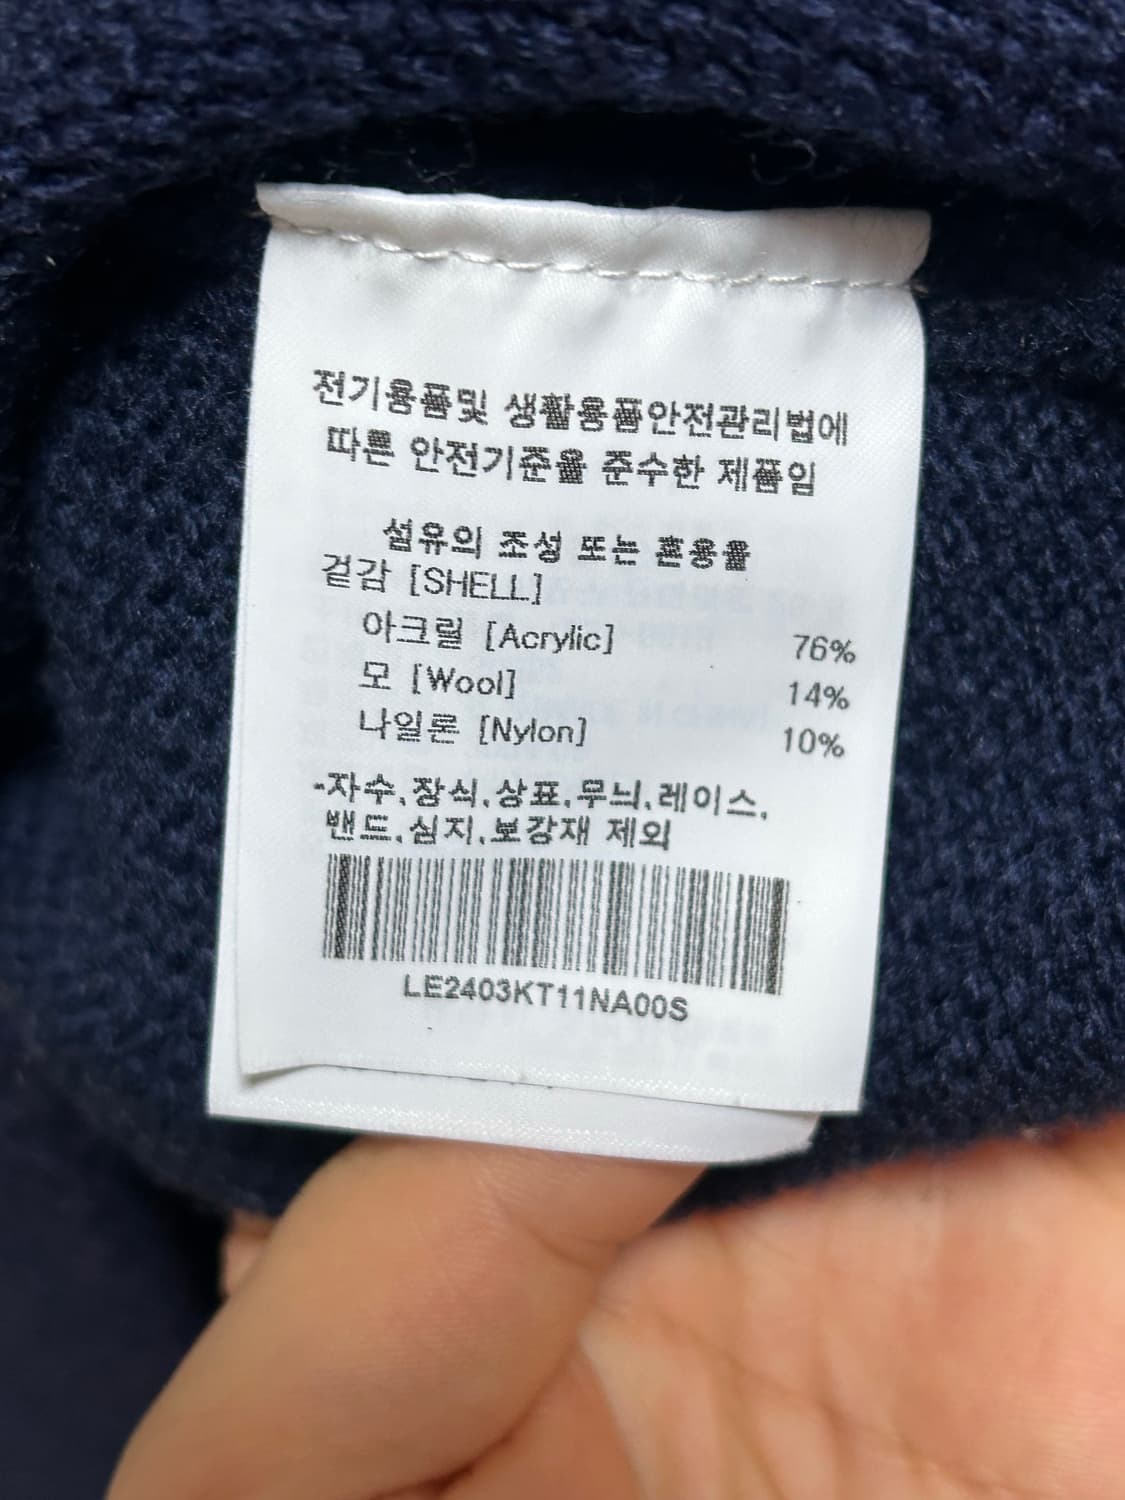 전기용품및 생활용품안전관리법에
따른 안전기준을 준수한 제품임
섬유의 조성 또는 혼용율
겉감 [SHELL]
아크릴 [Acrylic] 76%
모 [Wool] 14%
나일론 [Nylon] 10%
-자수,장식,상표,무늬,레이스,
밴드,심지,보강재 제외
LE2403KT11NA00S